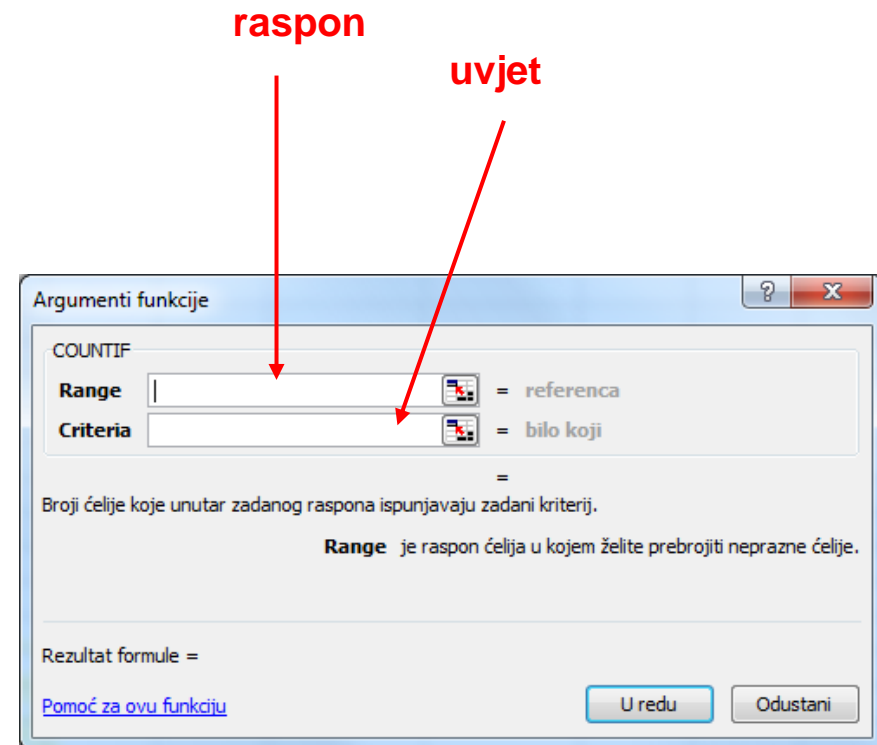 raspon
uvjet
Argumenti funkcije
COUNTIF
Range = referenca
Criteria = bilo koji
=
Broji ćelije koje unutar zadanog raspona ispunjavaju zadani kriterij.
Range je raspon ćelija u kojem želite prebrojiti neprazne ćelije.
Rezultat formule =
Pomoć za ovu funkciju
U redu
Odustani